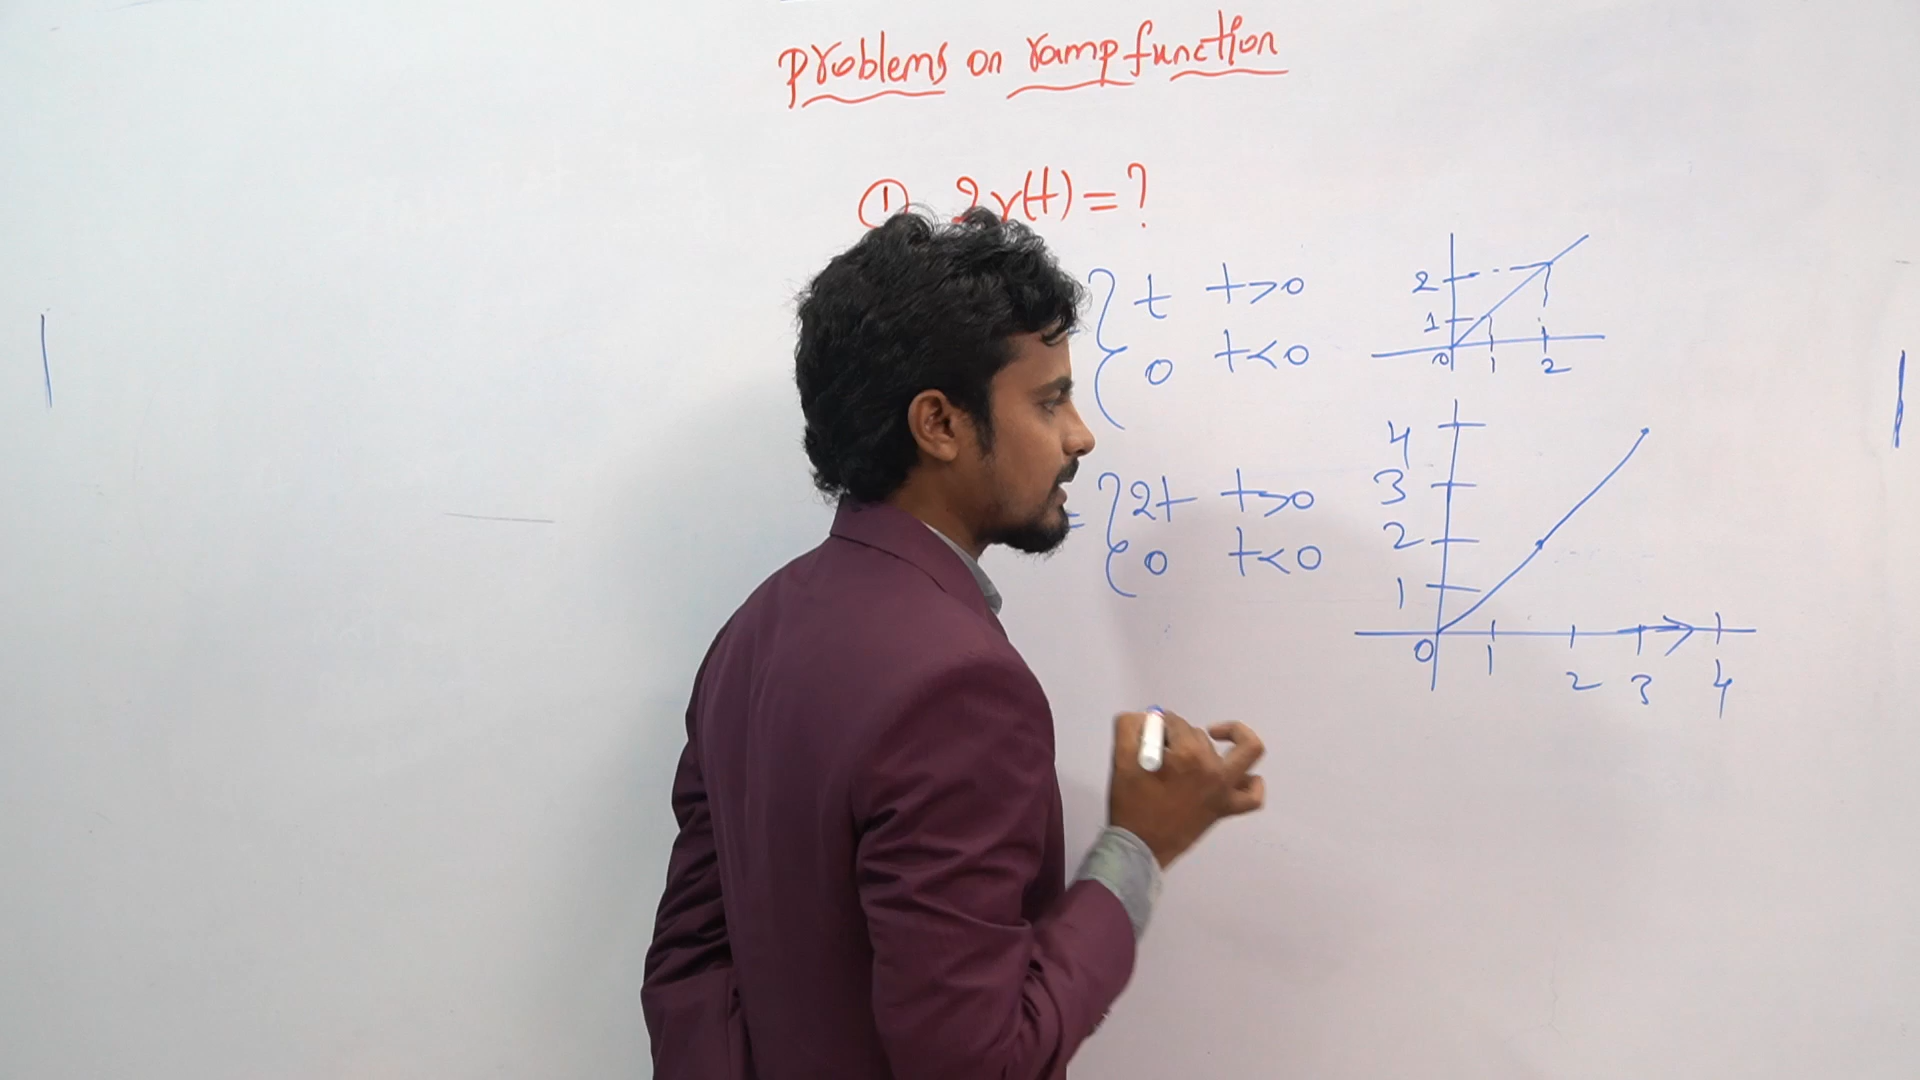 Problems on ramp function
① 2r(t) = ?
{ t t>0
0 t<0
2
1
0 1 2
= { 2t t>0
0 t<0
4
3
2
1
0 1 2 3 4